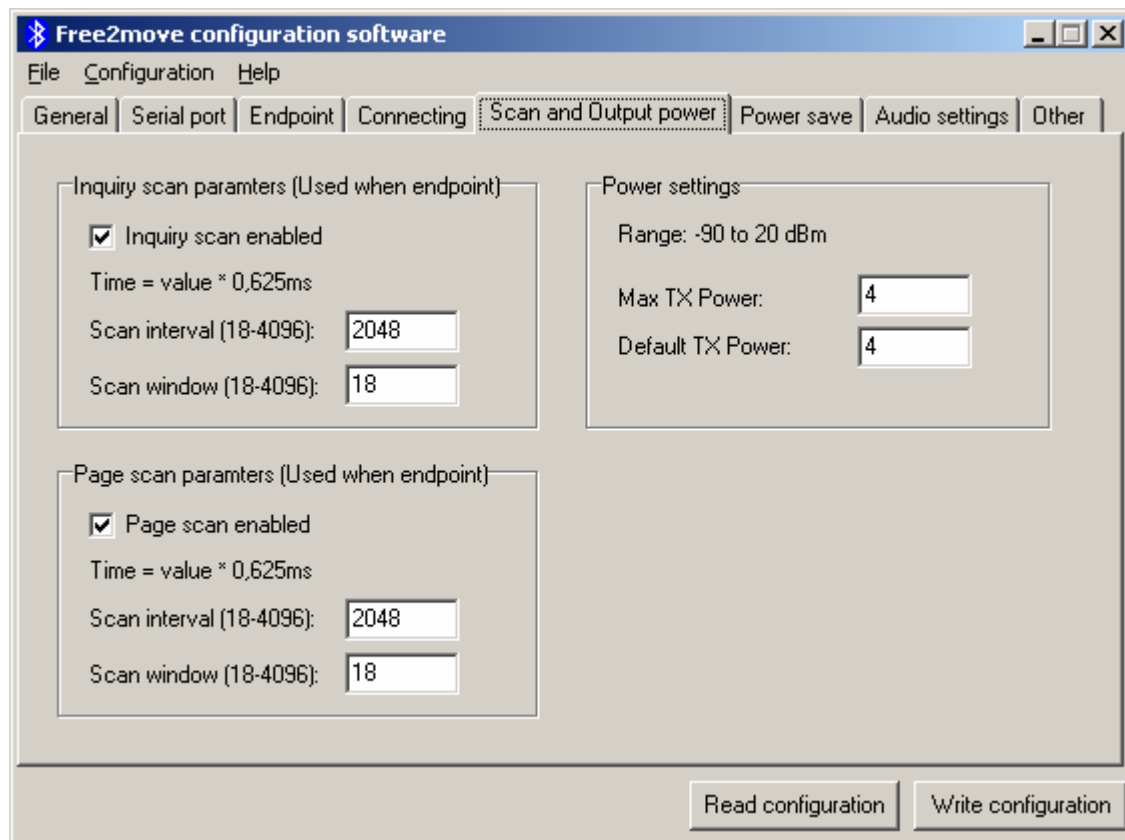 Free2move configuration software
File Configuration Help
General Serial port Endpoint Connecting Scan and Output power Power save Audio settings Other
Inquiry scan paramters (Used when endpoint)
Inquiry scan enabled
Time = value * 0,625ms
Scan interval (18-4096): 2048
Scan window (18-4096): 18
Power settings
Range: -90 to 20 dBm
Max TX Power: 4
Default TX Power: 4
Page scan paramters (Used when endpoint)
Page scan enabled
Time = value * 0,625ms
Scan interval (18-4096): 2048
Scan window (18-4096): 18
Read configuration Write configuration